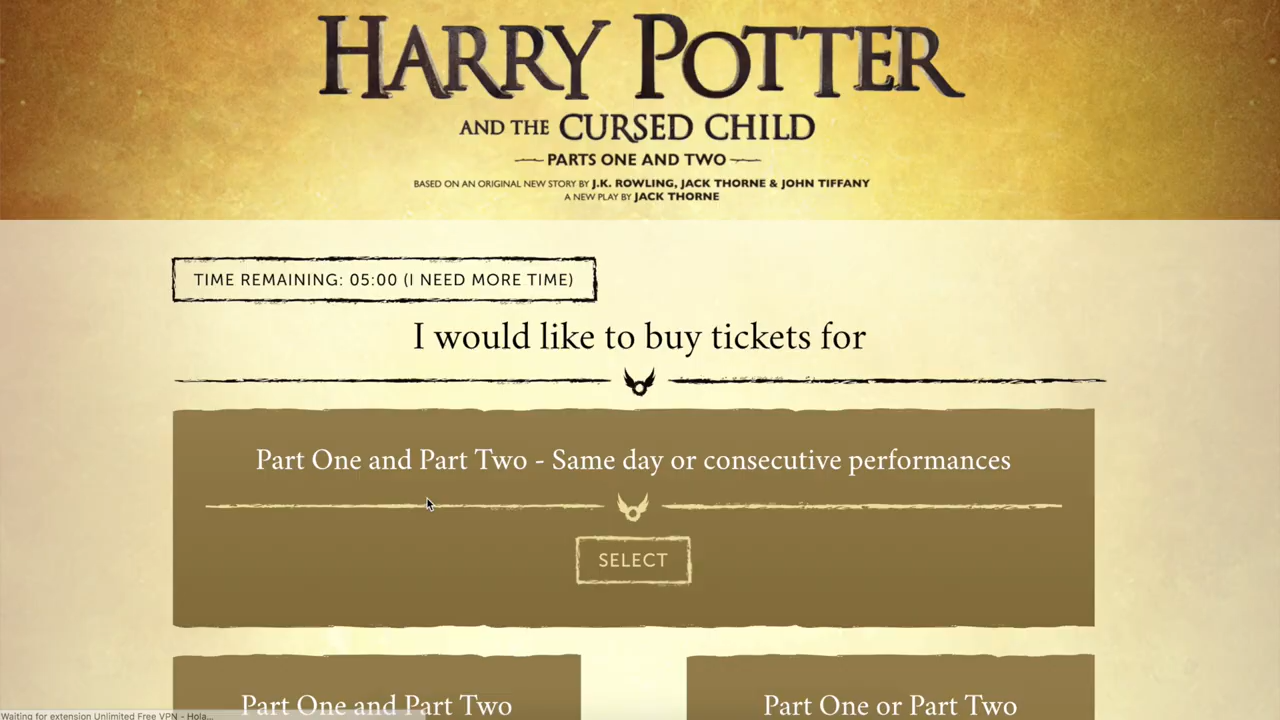 HARRY POTTER
AND THE CURSED CHILD
PARTS ONE AND TWO
BASED ON AN ORIGINAL NEW STORY BY J.K. ROWLING, JACK THORNE & JOHN TIFFANY
A NEW PLAY BY JACK THORNE
TIME REMAINING: 05:00 (I NEED MORE TIME)
I would like to buy tickets for
Part One and Part Two - Same day or consecutive performances
SELECT
Part One and Part Two
Part One or Part Two
Waiting for extension Unlimited Free VPN - Hola...